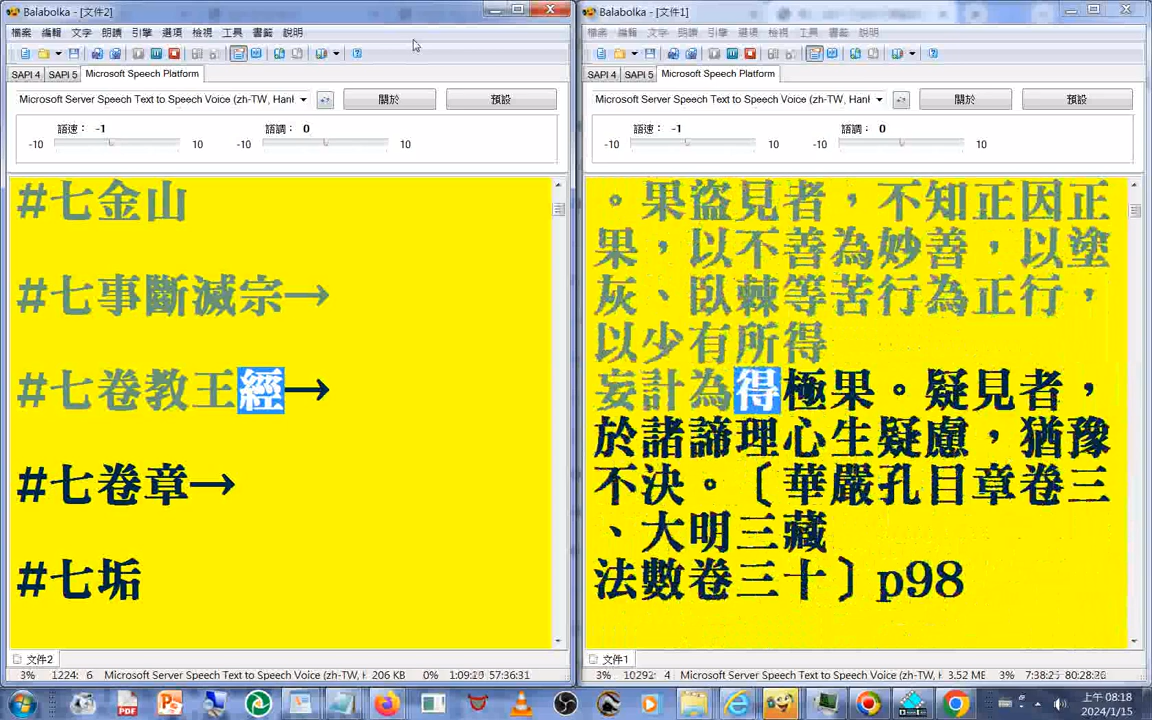 Balabolka - [文件2]
檔案 編輯 文字 朗讀 引擎 選項 檢視 工具 書籤 說明
SAPI 4 SAPI 5 Microsoft Speech Platform
Microsoft Server Speech Text to Speech Voice (zh-TW, Hanl
關於 預設
語速： -1 語調： 0
-10 10 -10 10
#七金山
#七事斷滅宗→
#七卷教王經→
#七卷章→
#七垢
文件2
3% 1224: 6 Microsoft Server Speech Text to Speech Voice (zh-TW, H 206 KB 0% 1:09:26 57:36:31
Balabolka - [文件1]
檔案 編輯 文字 朗讀 引擎 選項 檢視 工具 書籤 說明
SAPI 4 SAPI 5 Microsoft Speech Platform
Microsoft Server Speech Text to Speech Voice (zh-TW, Hanl
關於 預設
語速： -1 語調： 0
-10 10 -10 10
。果盜見者，不知正因正
果，以不善為妙善，以塗
灰、臥棘等苦行為正行，
以少有所得
妄計為得極果。疑見者，
於諸諦理心生疑慮，猶豫
不決。〔華嚴孔目章卷三
、大明三藏
法數卷三十〕p98
文件1
3% 10292: 4 Microsoft Server Speech Text to Speech Voice (zh-TW, H 3.52 MB 3% 7:38:25 80:28:36
上午 08:18
2024/1/15